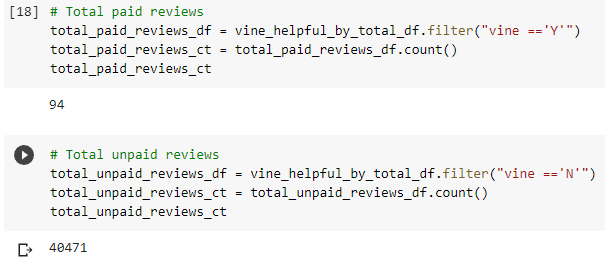 [18] # Total paid reviews
total_paid_reviews_df = vine_helpful_by_total_df.filter("vine =='Y'")
total_paid_reviews_ct = total_paid_reviews_df.count()
total_paid_reviews_ct
94
# Total unpaid reviews
total_unpaid_reviews_df = vine_helpful_by_total_df.filter("vine =='N'")
total_unpaid_reviews_ct = total_unpaid_reviews_df.count()
total_unpaid_reviews_ct
40471